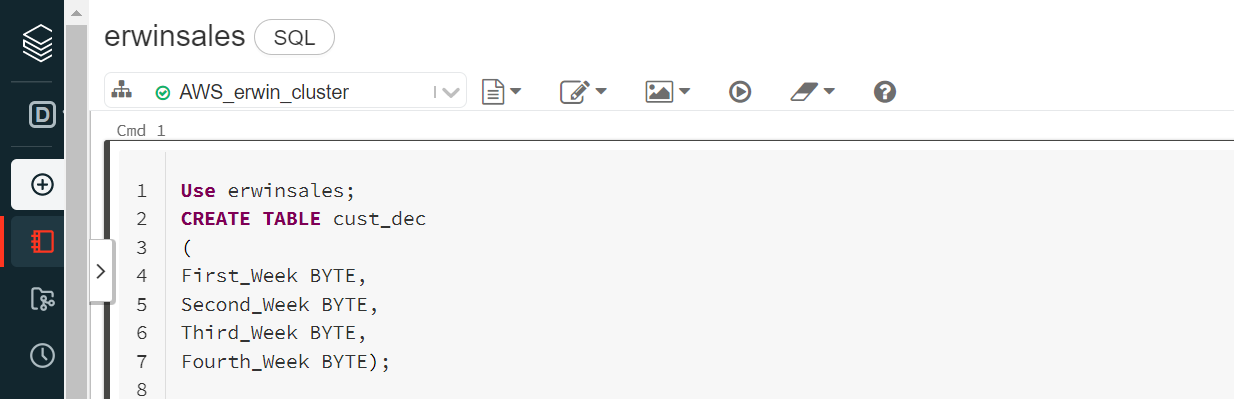 erwinsales SQL
D AWS_erwin_cluster ?
Cmd 1
1 Use erwinsales;
2 CREATE TABLE cust_dec
3 (
4 First_Week BYTE,
5 Second_Week BYTE,
6 Third_Week BYTE,
7 Fourth_Week BYTE);
8